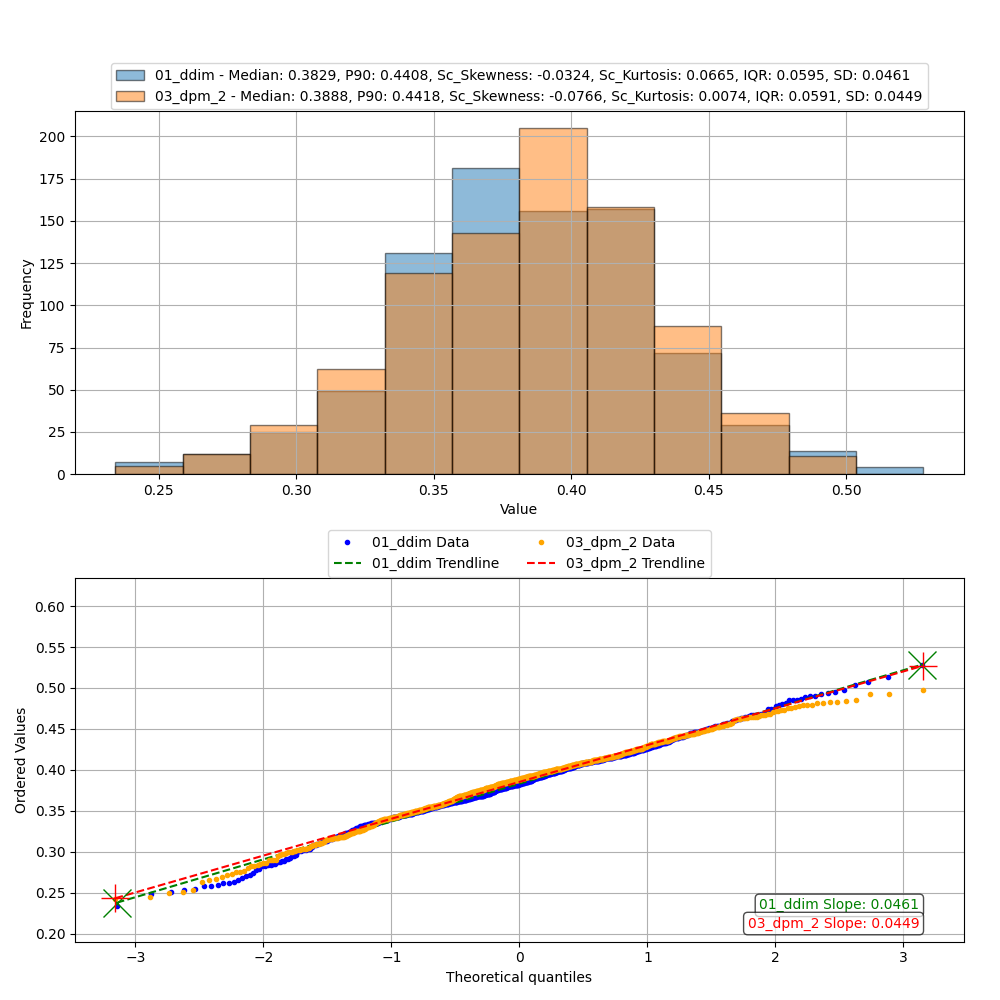 01_ddim - Median: 0.3829, P90: 0.4408, Sc_Skewness: -0.0324, Sc_Kurtosis: 0.0665, IQR: 0.0595, SD: 0.0461
03_dpm_2 - Median: 0.3888, P90: 0.4418, Sc_Skewness: -0.0766, Sc_Kurtosis: 0.0074, IQR: 0.0591, SD: 0.0449
200
175
150
125
100
75
50
25
0
Frequency
0.25 0.30 0.35 0.40 0.45 0.50
Value
01_ddim Data 03_dpm_2 Data
01_ddim Trendline 03_dpm_2 Trendline
0.60
0.55
0.50
0.45
0.40
0.35
0.30
0.25
0.20
Ordered Values
01_ddim Slope: 0.0461
03_dpm_2 Slope: 0.0449
−3 −2 −1 0 1 2 3
Theoretical quantiles